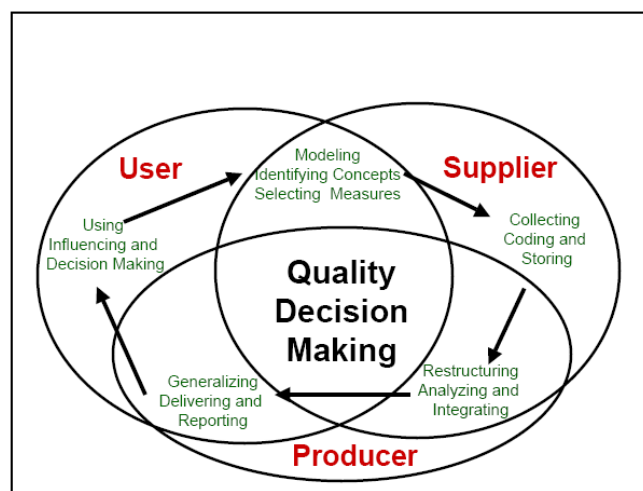 User
Modeling
Identifying Concepts
Selecting Measures
Supplier
Using
Influencing and
Decision Making
Collecting
Coding and
Storing
Quality
Decision
Making
Generalizing
Delivering and
Reporting
Restructuring
Analyzing and
Integrating
Producer